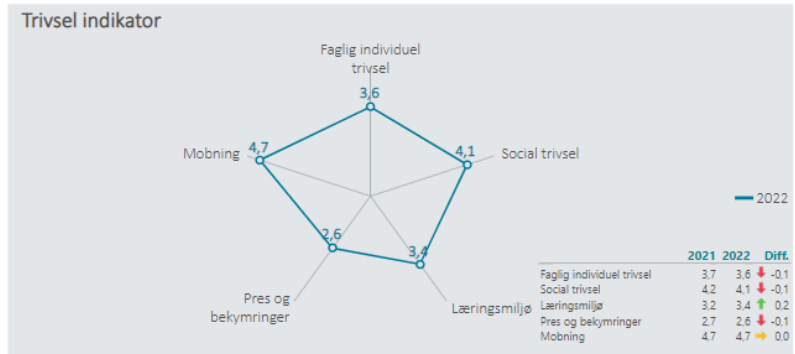 Trivsel indikator
Faglig individuel
trivsel
3,6
4,7
Mobning
4,1
Social trivsel
2022
2,6
3,4
Pres og
bekymringer
Læringsmiljø
2021 2022 Diff.
Faglig individuel trivsel 3,7 3,6 -0,1
Social trivsel 4,2 4,1 -0,1
Læringsmiljø 3,2 3,4 0,2
Pres og bekymringer 2,7 2,6 -0,1
Mobning 4,7 4,7 0,0